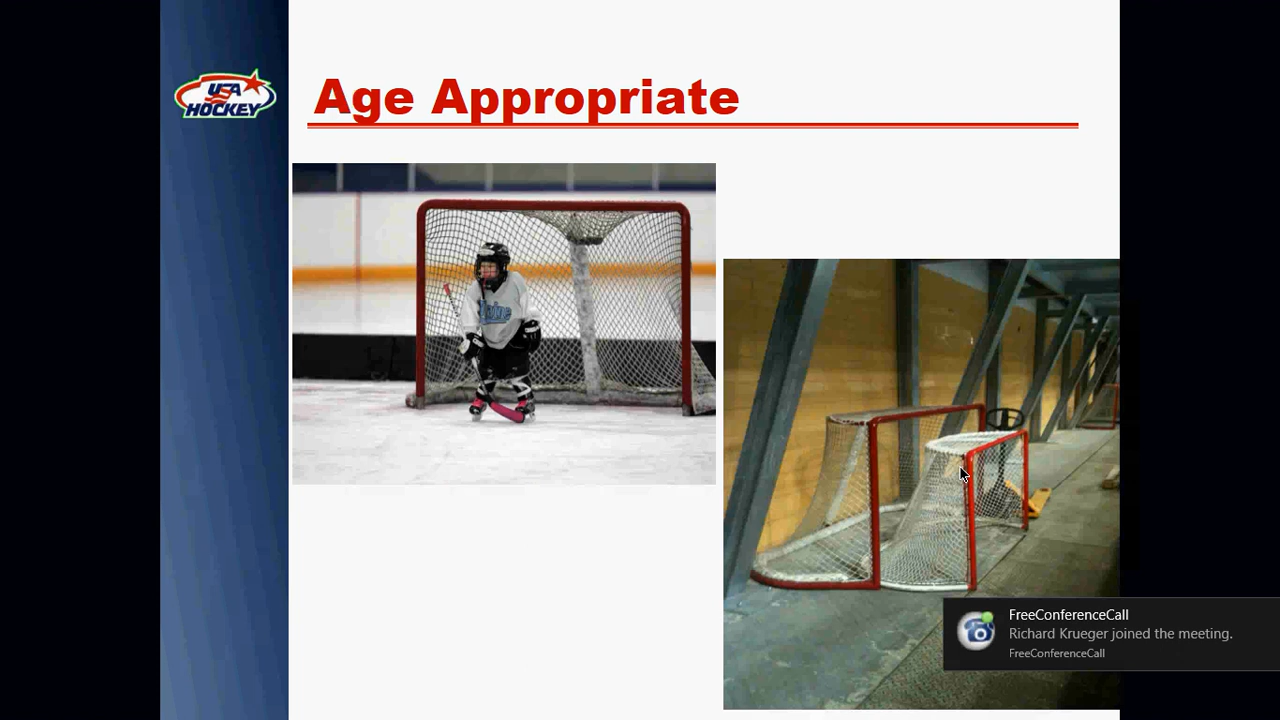 USA
HOCKEY
Age Appropriate
FreeConferenceCall
Richard Krueger joined the meeting.
FreeConferenceCall